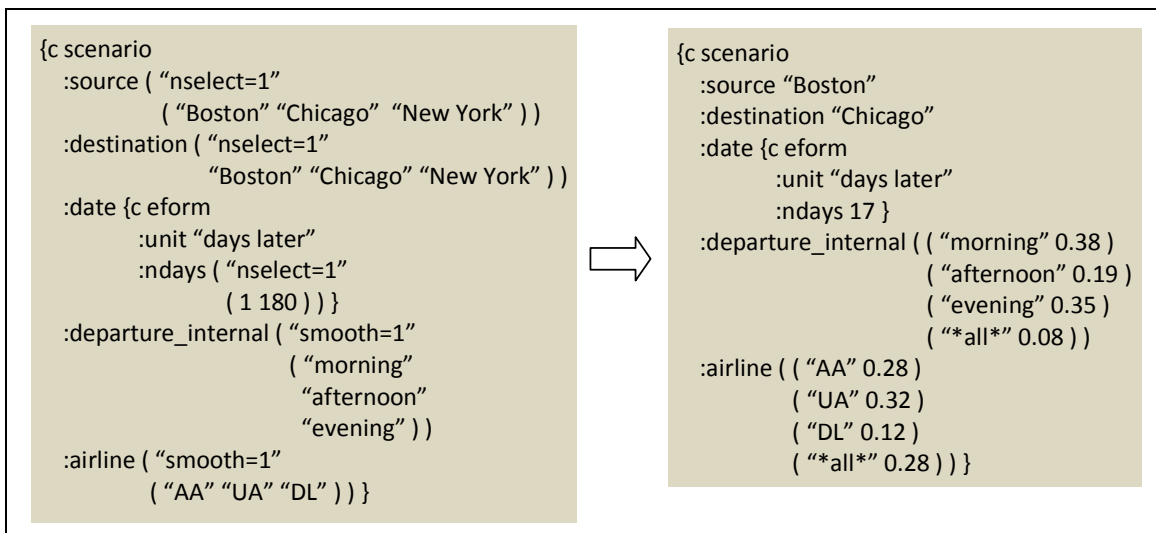 {c scenario
:source ( “nselect=1”
( “Boston” “Chicago” “New York” ) )
:destination ( “nselect=1”
“Boston” “Chicago” “New York” ) )
:date {c eform
:unit “days later”
:ndays ( “nselect=1”
( 1 180 ) ) }
:departure_internal ( “smooth=1”
( “morning”
“afternoon”
“evening” ) )
:airline ( “smooth=1”
( “AA” “UA” “DL” ) ) }
{c scenario
:source “Boston”
:destination “Chicago”
:date {c eform
:unit “days later”
:ndays 17 }
:departure_internal ( ( “morning” 0.38 )
( “afternoon” 0.19 )
( “evening” 0.35 )
( “*all*” 0.08 ) )
:airline ( ( “AA” 0.28 )
( “UA” 0.32 )
( “DL” 0.12 )
( “*all*” 0.28 ) ) }